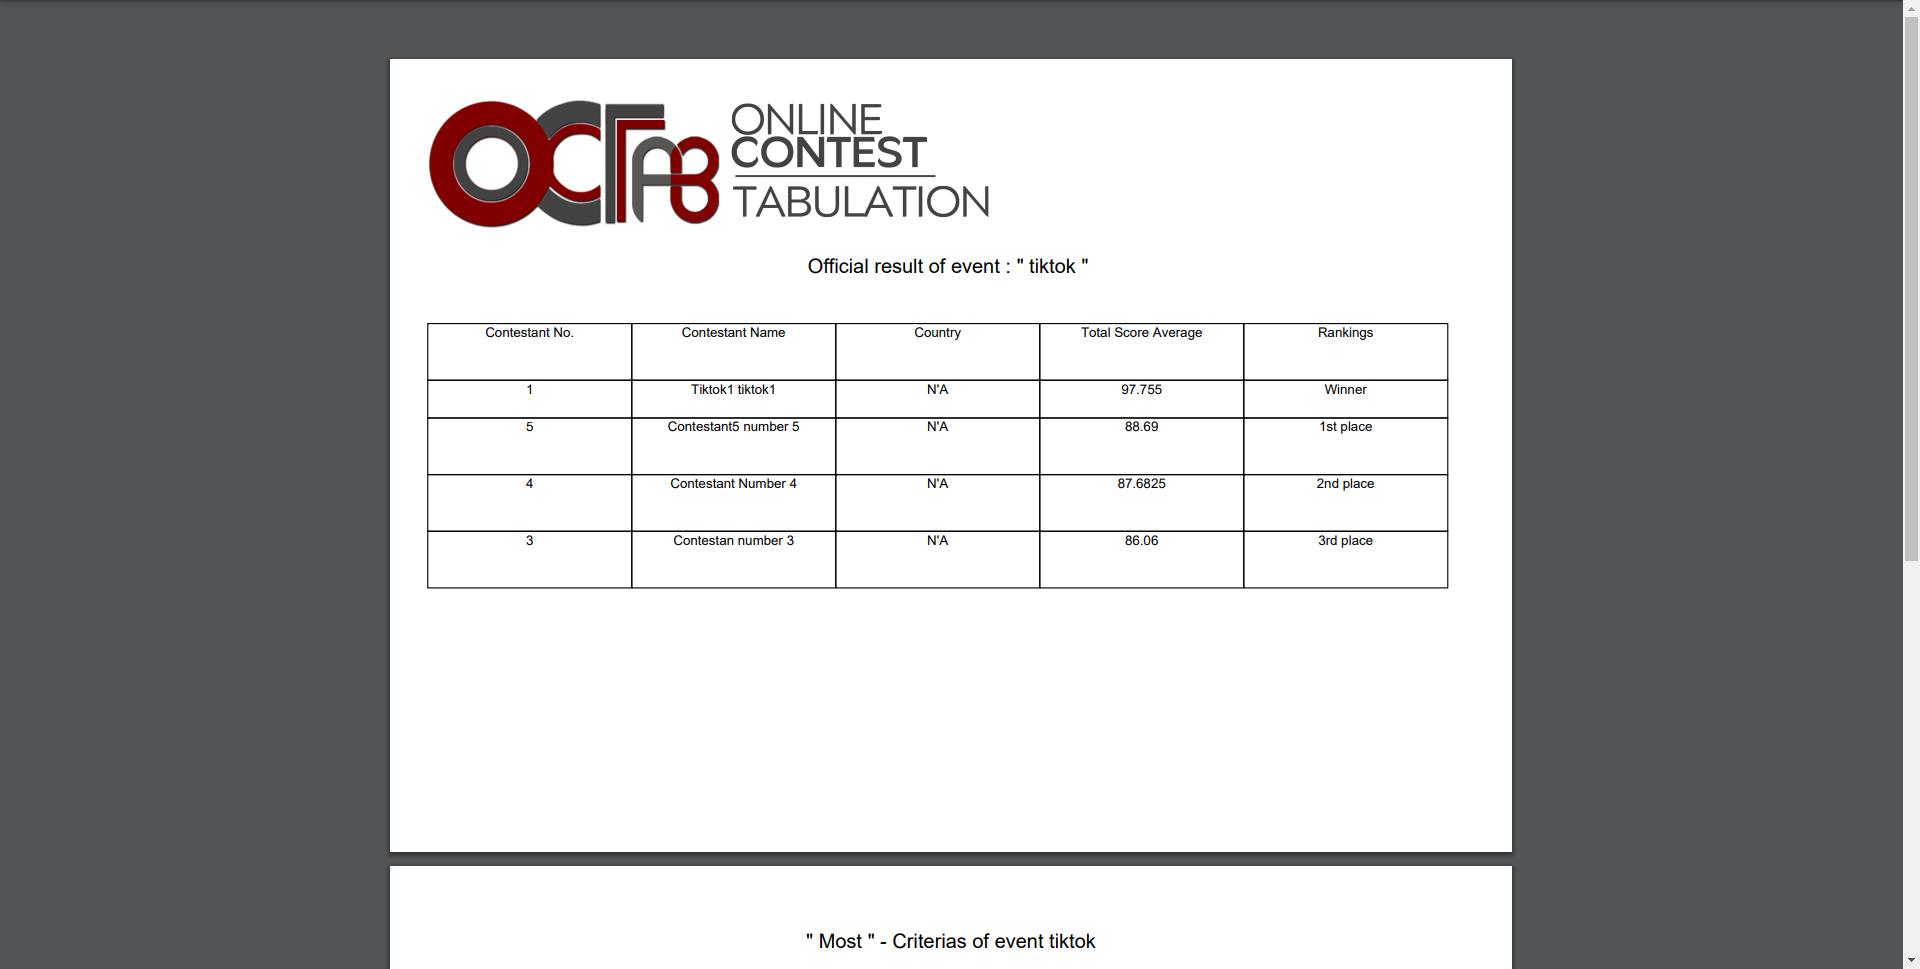 OCTAB
ONLINE
CONTEST
TABULATION
Official result of event : " tiktok "
Contestant No. Contestant Name Country Total Score Average Rankings
1 Tiktok1 tiktok1 N'A 97.755 Winner
5 Contestant5 number 5 N'A 88.69 1st place
4 Contestant Number 4 N'A 87.6825 2nd place
3 Contestan number 3 N'A 86.06 3rd place
" Most " - Criterias of event tiktok